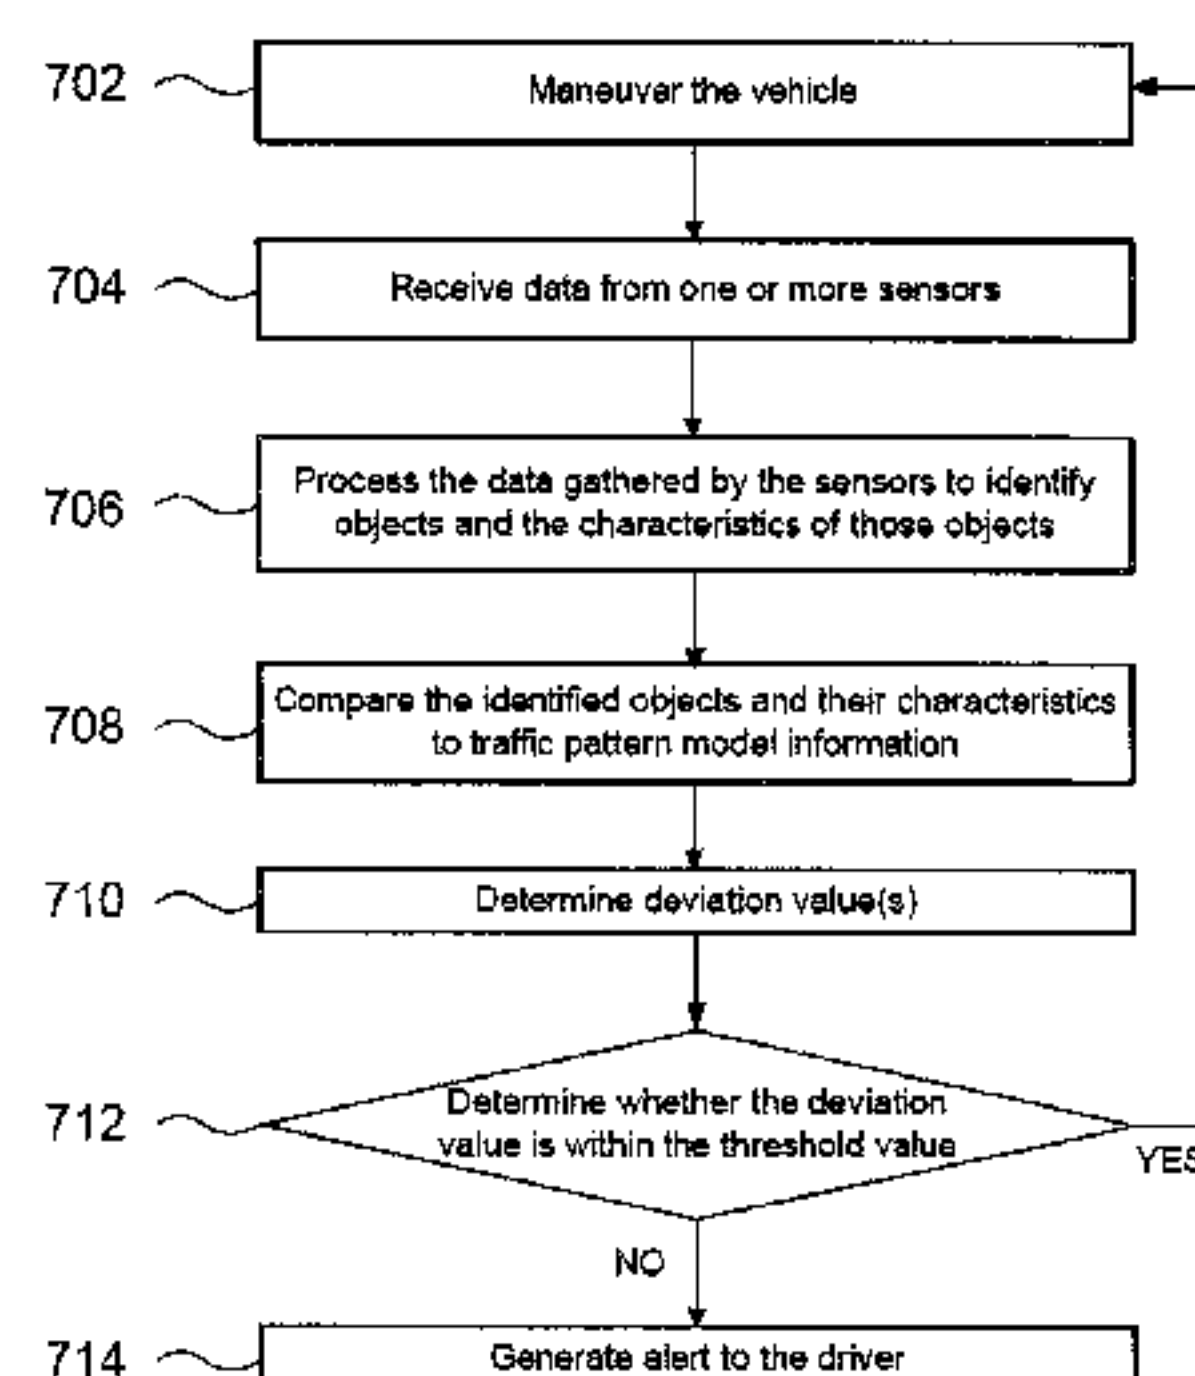 702
Maneuver the vehicle
704
Receive data from one or more sensors
706
Process the data gathered by the sensors to identify
objects and the characteristics of those objects
708
Compare the identified objects and their characteristics
to traffic pattern model information
710
Determine deviation value(s)
712
Determine whether the deviation
value is within the threshold value
YES
NO
714
Generate alert to the driver